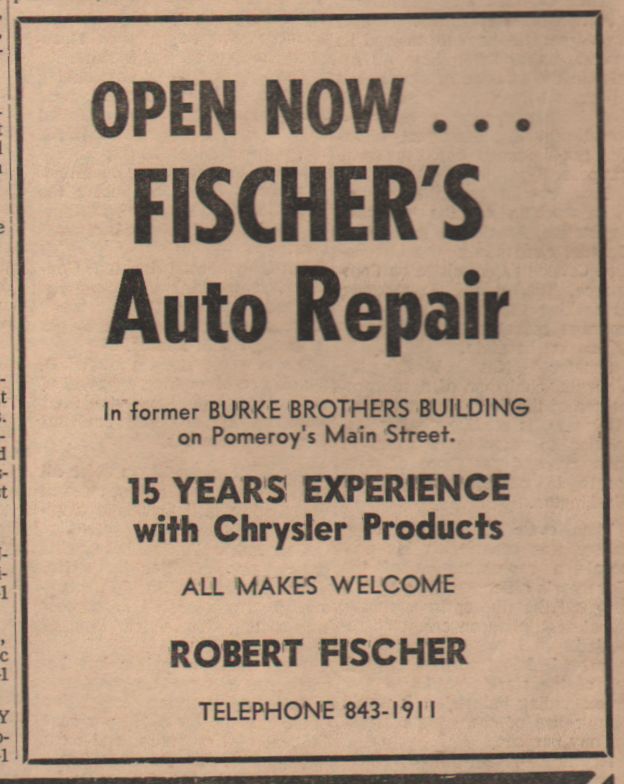 OPEN NOW . . .
FISCHER'S
Auto Repair
In former BURKE BROTHERS BUILDING
on Pomeroy's Main Street.
15 YEARS EXPERIENCE
with Chrysler Products
ALL MAKES WELCOME
ROBERT FISCHER
TELEPHONE 843-1911